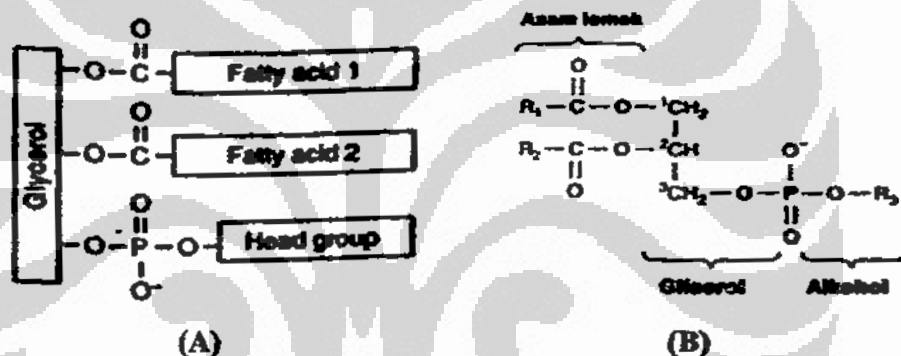 Glycerol
O
–O–C– Fatty acid 1
O
–O–C– Fatty acid 2
O
–O–P–O– Head group
O⁻
(A)
Asam lemak
O
R₁–C–O–¹CH₂
R₂–C–O–²CH
O
³CH₂–O–P–O–R₃
O⁻
O
Gliserol
Alkohol
(B)